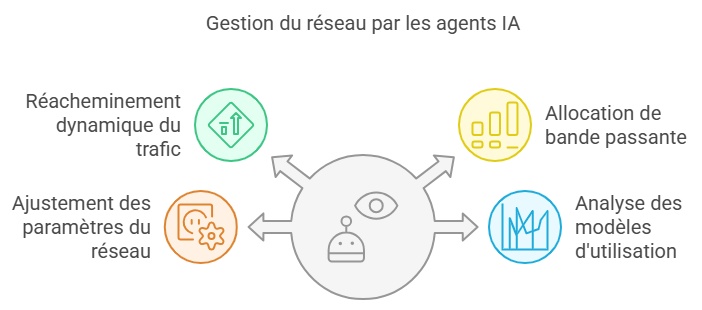 Gestion du réseau par les agents IA
Réacheminement
dynamique du
trafic
Allocation de
bande passante
Ajustement des
paramètres du
réseau
Analyse des
modèles
d'utilisation